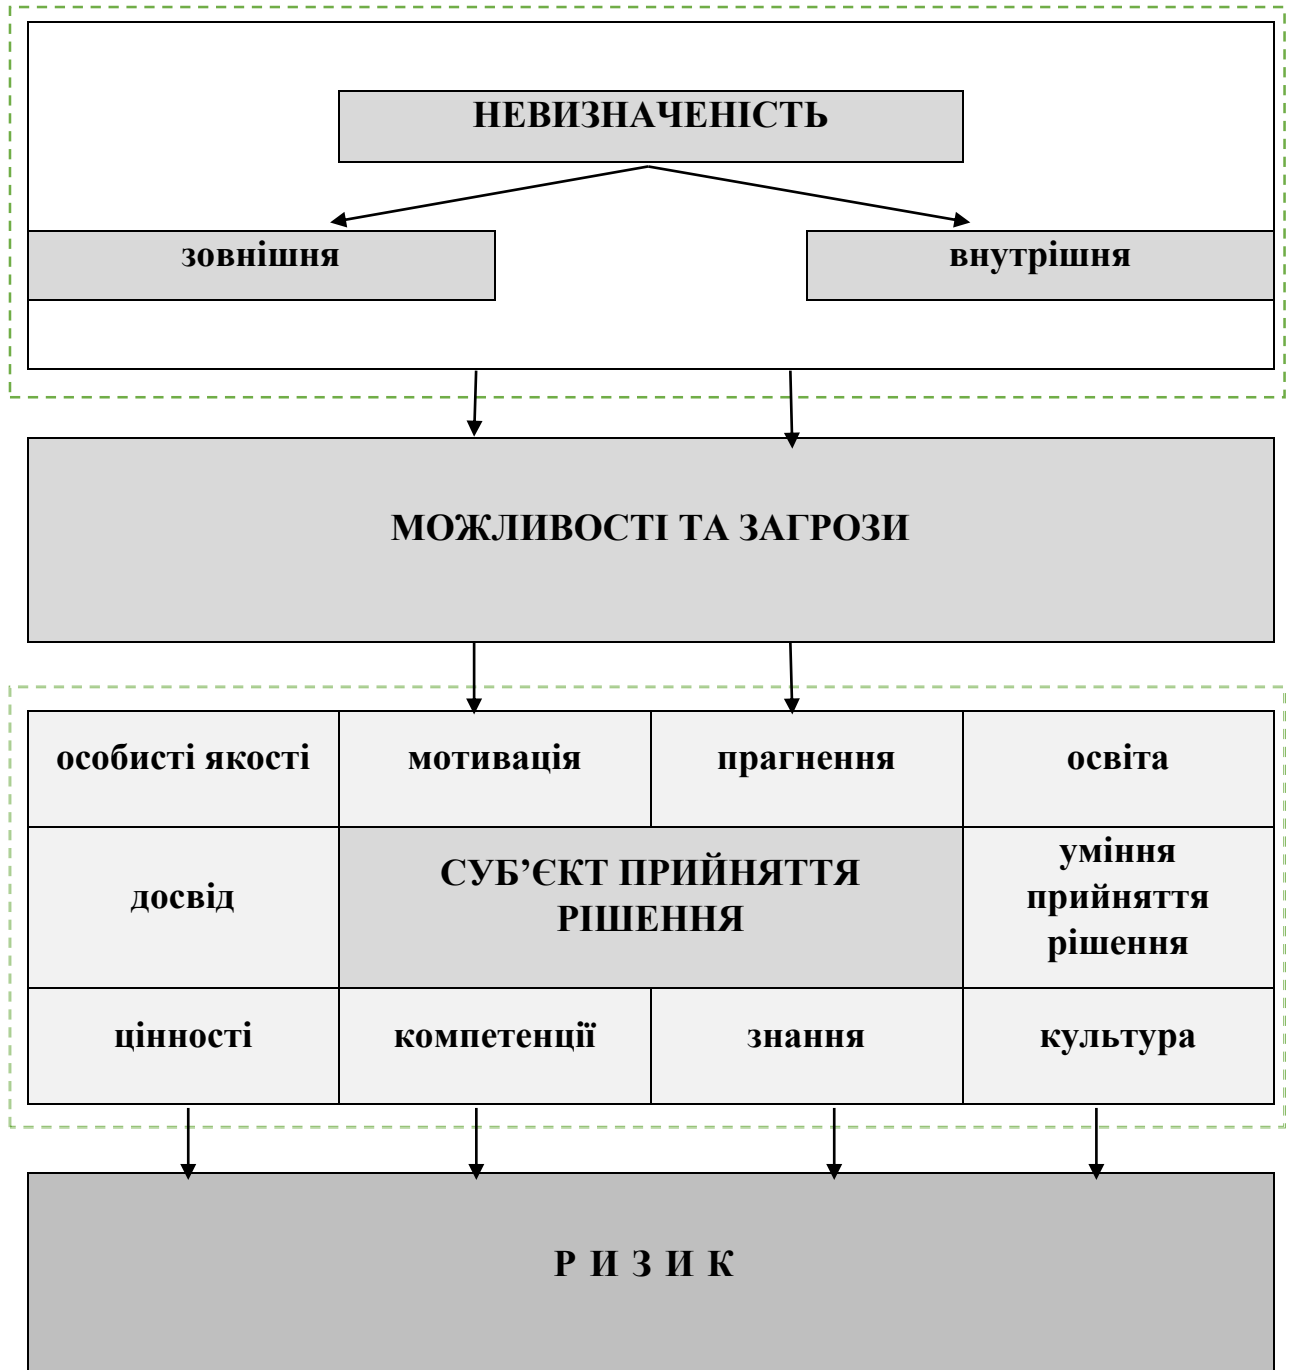 НЕВИЗНАЧЕНІСТЬ
зовнішня
внутрішня
МОЖЛИВОСТІ ТА ЗАГРОЗИ
особисті якості
мотивація
прагнення
освіта
досвід
СУБ’ЄКТ ПРИЙНЯТТЯ
РІШЕННЯ
уміння
прийняття
рішення
цінності
компетенції
знання
культура
Р И З И К